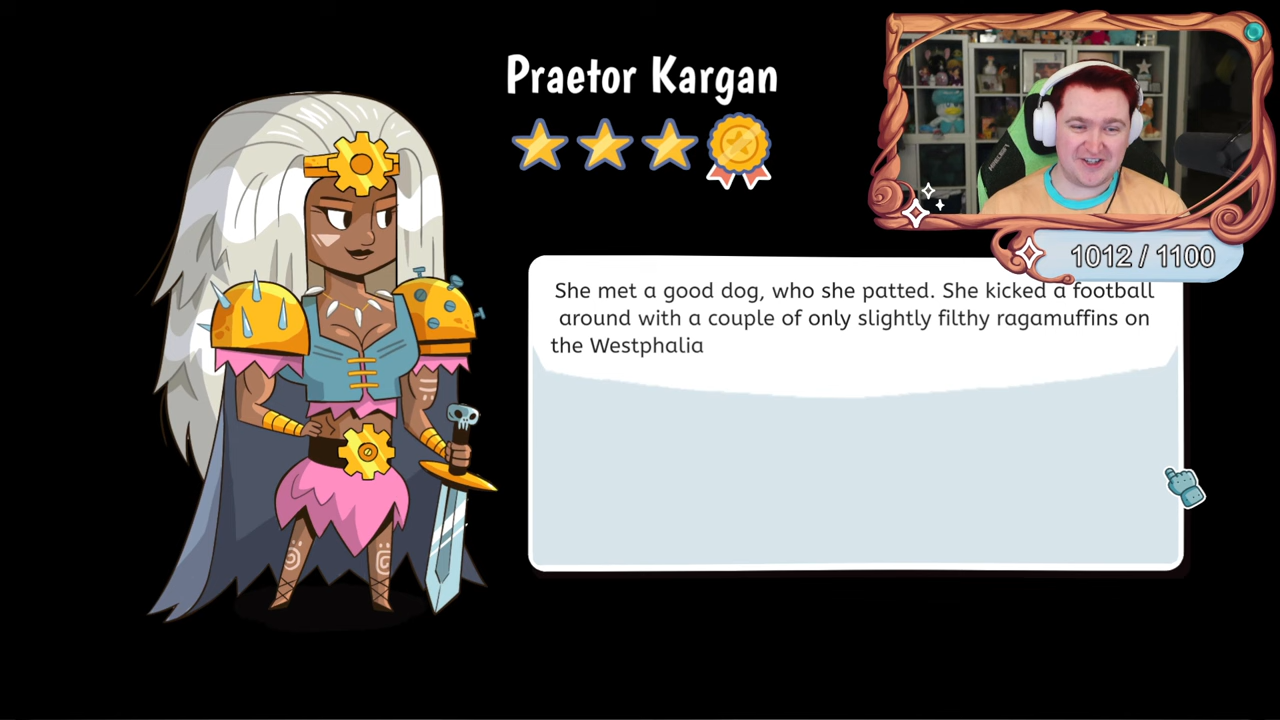 Praetor Kargan
1012 / 1100
She met a good dog, who she patted. She kicked a football
around with a couple of only slightly filthy ragamuffins on
the Westphalia